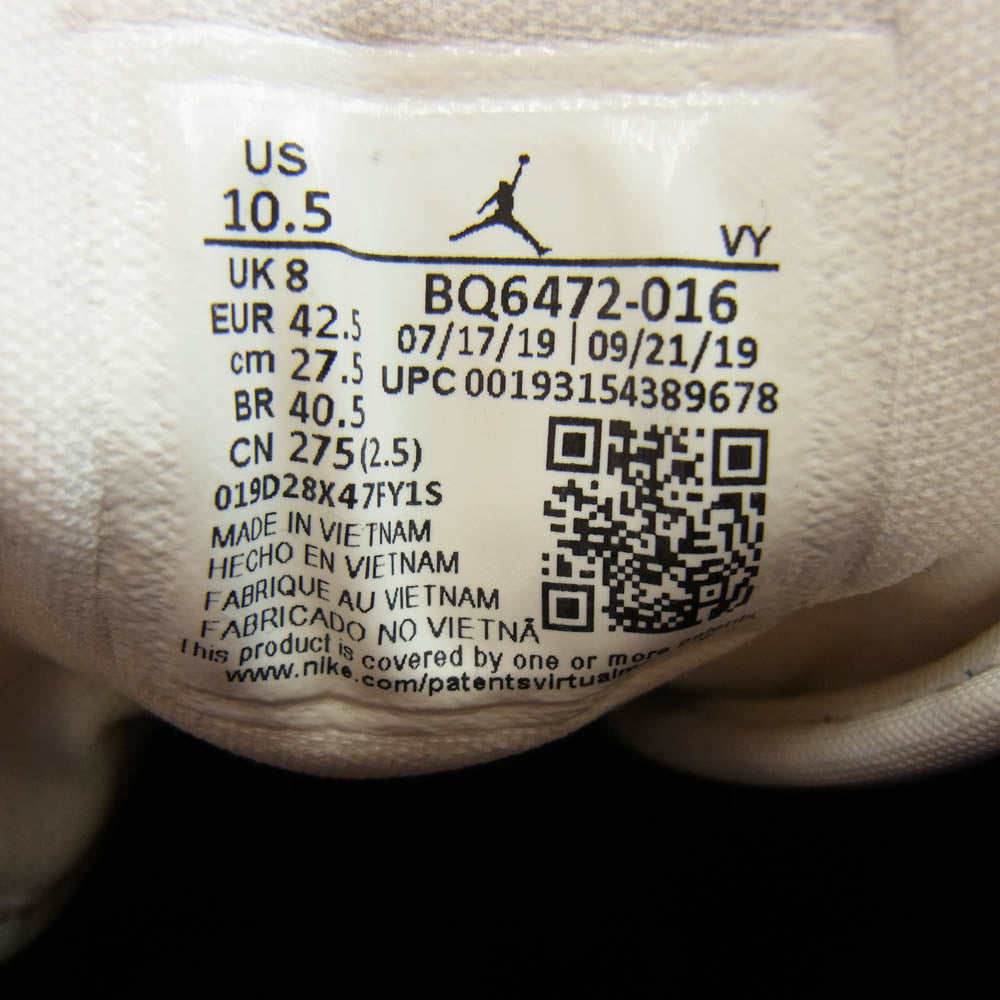 US
10.5
VY
UK 8
EUR 42.5
cm 27.5
BR 40.5
CN 275(2.5)
BQ6472-016
07/17/19 | 09/21/19
UPC 00193154389678
019D28X47FY1S
MADE IN VIETNAM
HECHO EN VIETNAM
FABRIQUE AU VIETNAM
FABRICADO NO VIETNÃ
This product is covered by one or more patents
www.nike.com/patentsvirtual